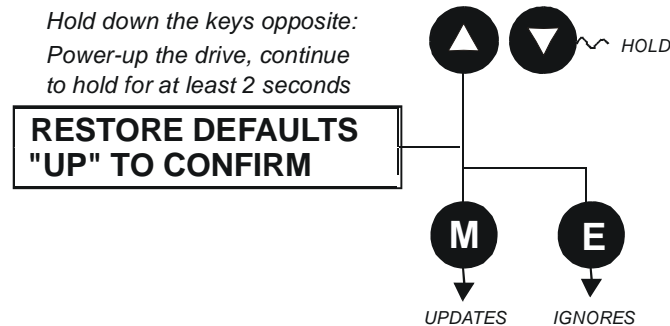 Hold down the keys opposite:
Power-up the drive, continue
to hold for at least 2 seconds
HOLD
RESTORE DEFAULTS
"UP" TO CONFIRM
M E
UPDATES IGNORES